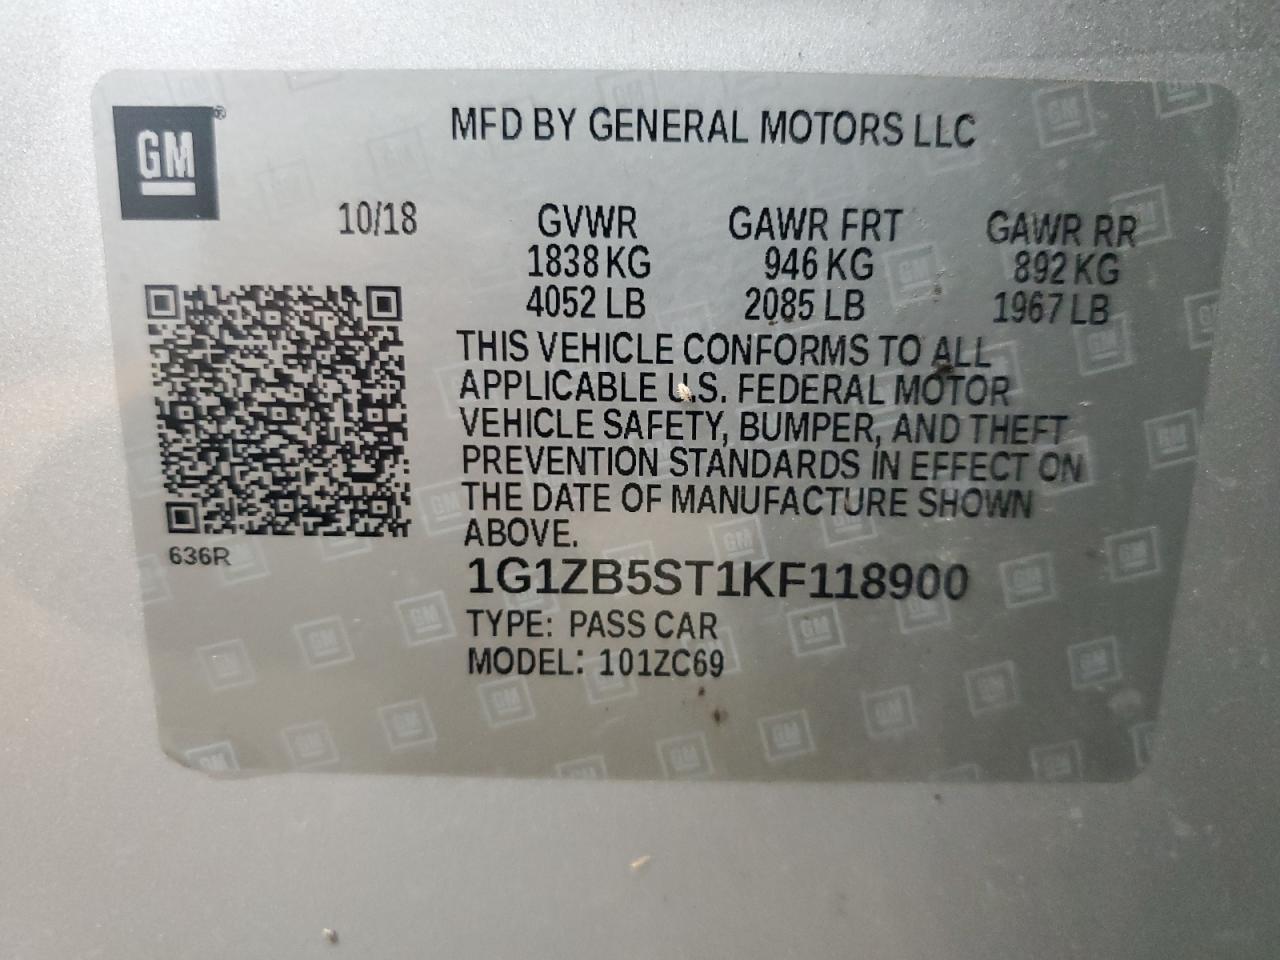 GM®
MFD BY GENERAL MOTORS LLC
10/18
GVWR GAWR FRT GAWR RR
1838 KG 946 KG 892 KG
4052 LB 2085 LB 1967 LB
THIS VEHICLE CONFORMS TO ALL
APPLICABLE U.S. FEDERAL MOTOR
VEHICLE SAFETY, BUMPER, AND THEFT
PREVENTION STANDARDS IN EFFECT ON
THE DATE OF MANUFACTURE SHOWN
ABOVE.
636R
1G1ZB5ST1KF118900
TYPE: PASS CAR
MODEL: 101ZC69